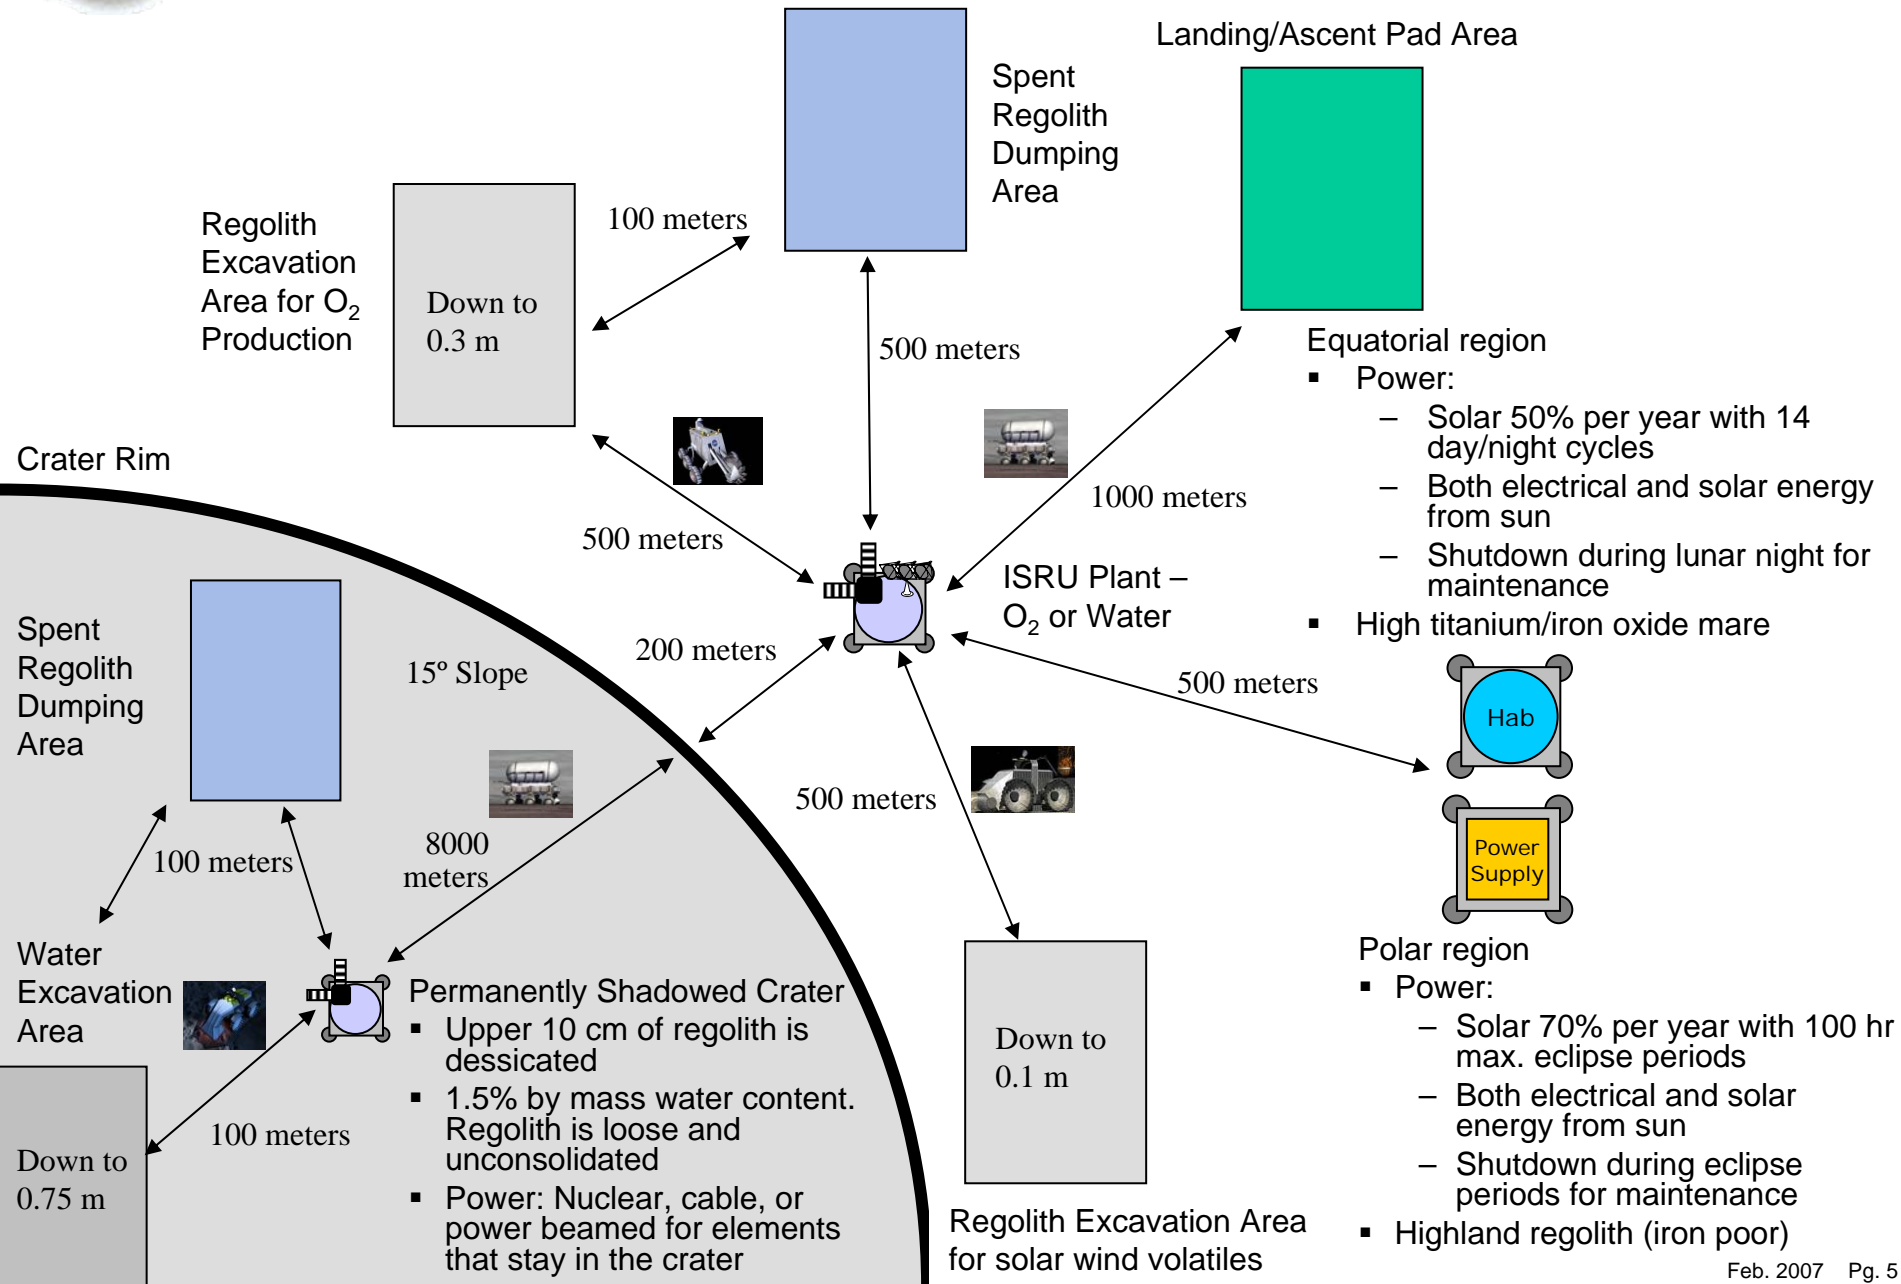 Landing/Ascent Pad Area
Spent
Regolith
Dumping
Area
Regolith
Excavation
Area for O₂
Production
100 meters
Down to
0.3 m
500 meters
Equatorial region
▪ Power:
– Solar 50% per year with 14
day/night cycles
– Both electrical and solar energy
from sun
– Shutdown during lunar night for
maintenance
▪ High titanium/iron oxide mare
Crater Rim
1000 meters
500 meters
ISRU Plant –
O₂ or Water
Spent
Regolith
Dumping
Area
15º Slope
200 meters
500 meters
Hab
Power
Supply
500 meters
8000
meters
100 meters
Water
Excavation
Area
Permanently Shadowed Crater
▪ Upper 10 cm of regolith is
dessicated
▪ 1.5% by mass water content.
Regolith is loose and
unconsolidated
▪ Power: Nuclear, cable, or
power beamed for elements
that stay in the crater
100 meters
Down to
0.75 m
Down to
0.1 m
Regolith Excavation Area
for solar wind volatiles
Polar region
▪ Power:
– Solar 70% per year with 100 hr
max. eclipse periods
– Both electrical and solar
energy from sun
– Shutdown during eclipse
periods for maintenance
▪ Highland regolith (iron poor)
Feb. 2007 Pg. 5